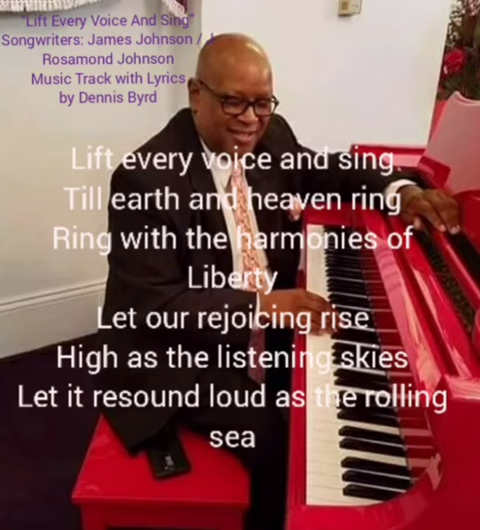 "Lift Every Voice And Sing"
Songwriters: James Johnson / J.
Rosamond Johnson
Music Track with Lyrics
by Dennis Byrd
Lift every voice and sing
Till earth and heaven ring
Ring with the harmonies of
Liberty
Let our rejoicing rise
High as the listening skies
Let it resound loud as the rolling
sea